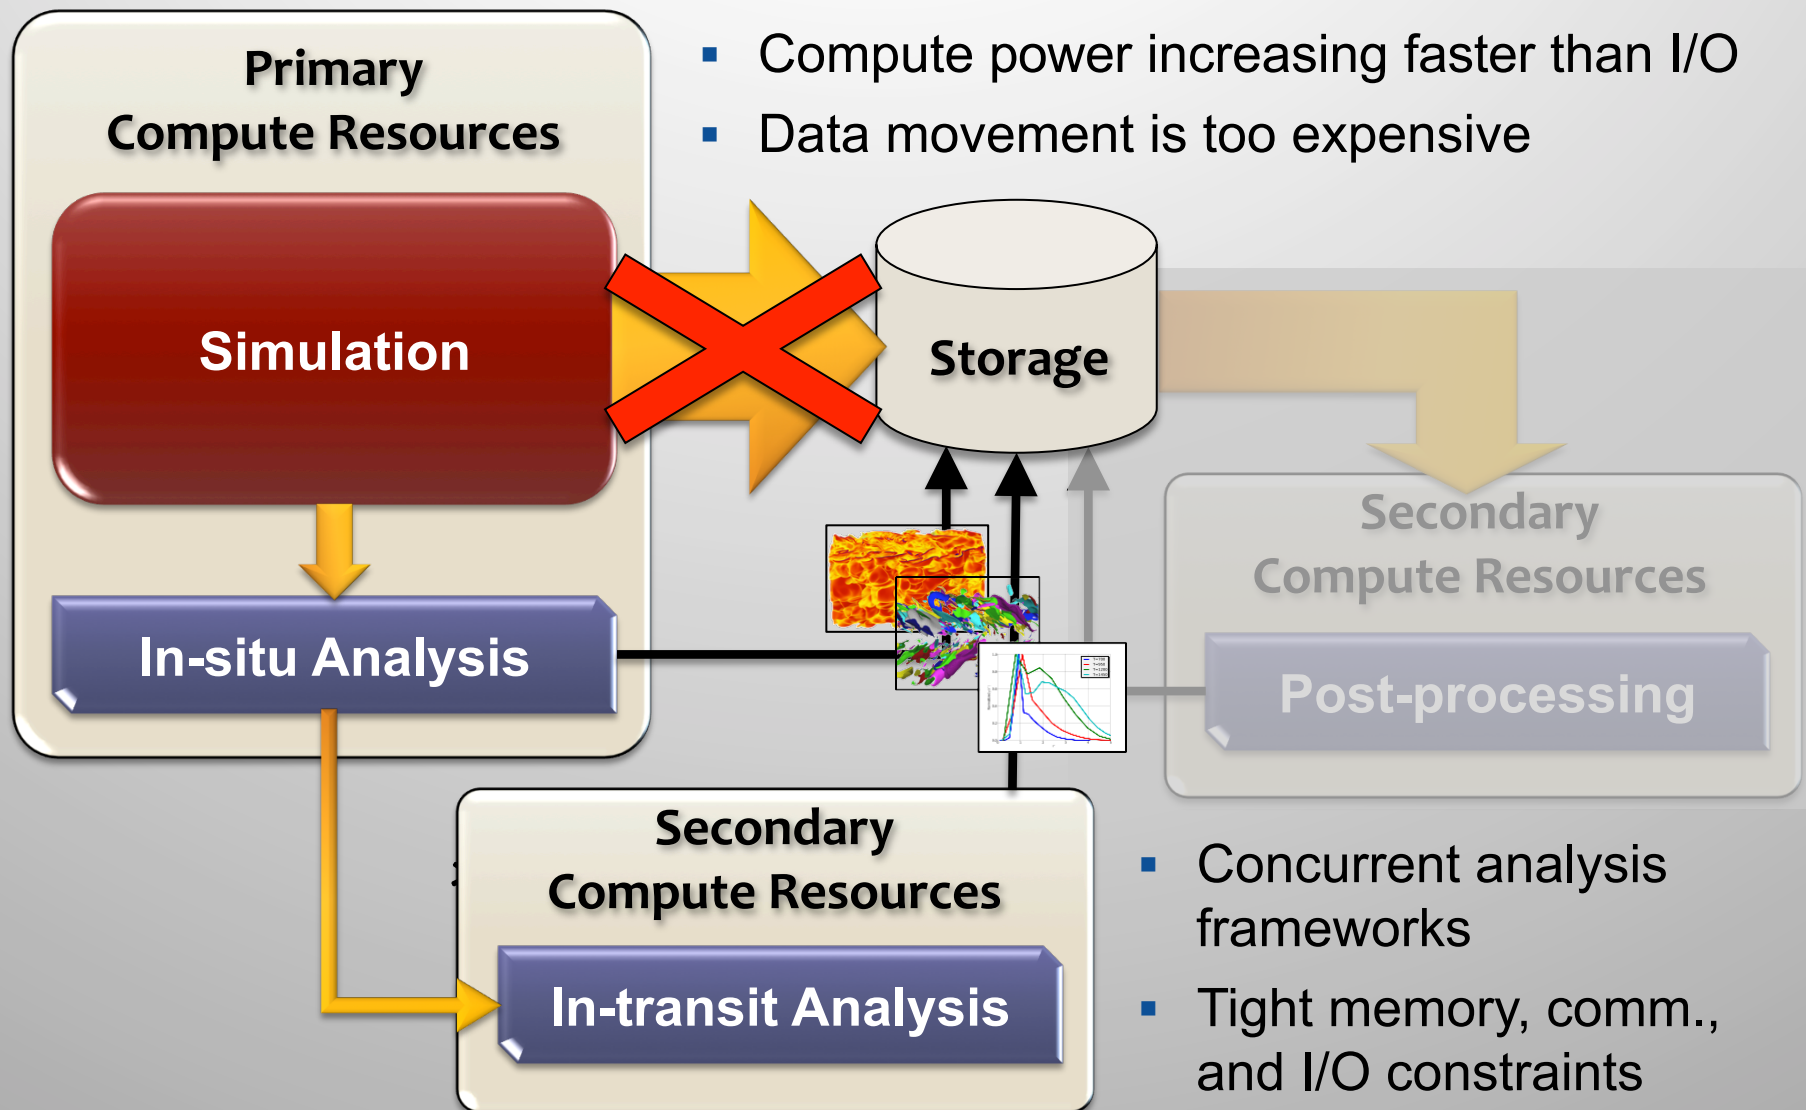 Primary
Compute Resources
▪ Compute power increasing faster than I/O
▪ Data movement is too expensive
Simulation
Storage
Secondary
Compute Resources
In-situ Analysis
Post-processing
Secondary
Compute Resources
In-transit Analysis
▪ Concurrent analysis
frameworks
▪ Tight memory, comm.,
and I/O constraints